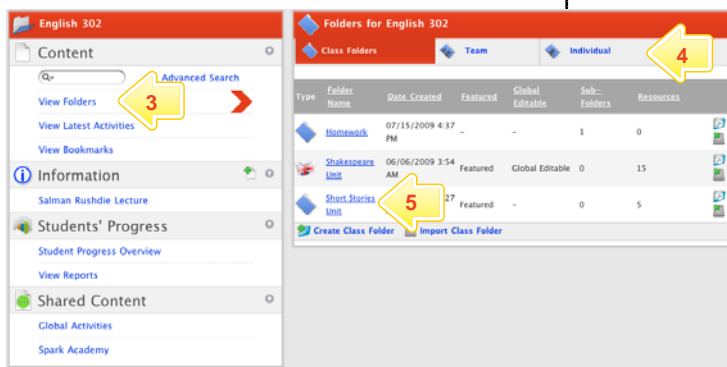 English 302
Content
Advanced Search
View Folders
3
View Latest Activities
View Bookmarks
Information
Salman Rushdie Lecture
Students' Progress
Student Progress Overview
View Reports
Shared Content
Global Activities
Spark Academy
Folders for English 302
Class Folders Team Individual
4
Type Folder Name Date Created Featured Global Editable Sub-Folders Resources
Homework 07/15/2009 4:37 PM - - 1 0
Shakespeare Unit 06/06/2009 3:54 AM Featured Global Editable 0 15
Short Stories Unit 27 Featured - 0 5
5
Create Class Folder Import Class Folder